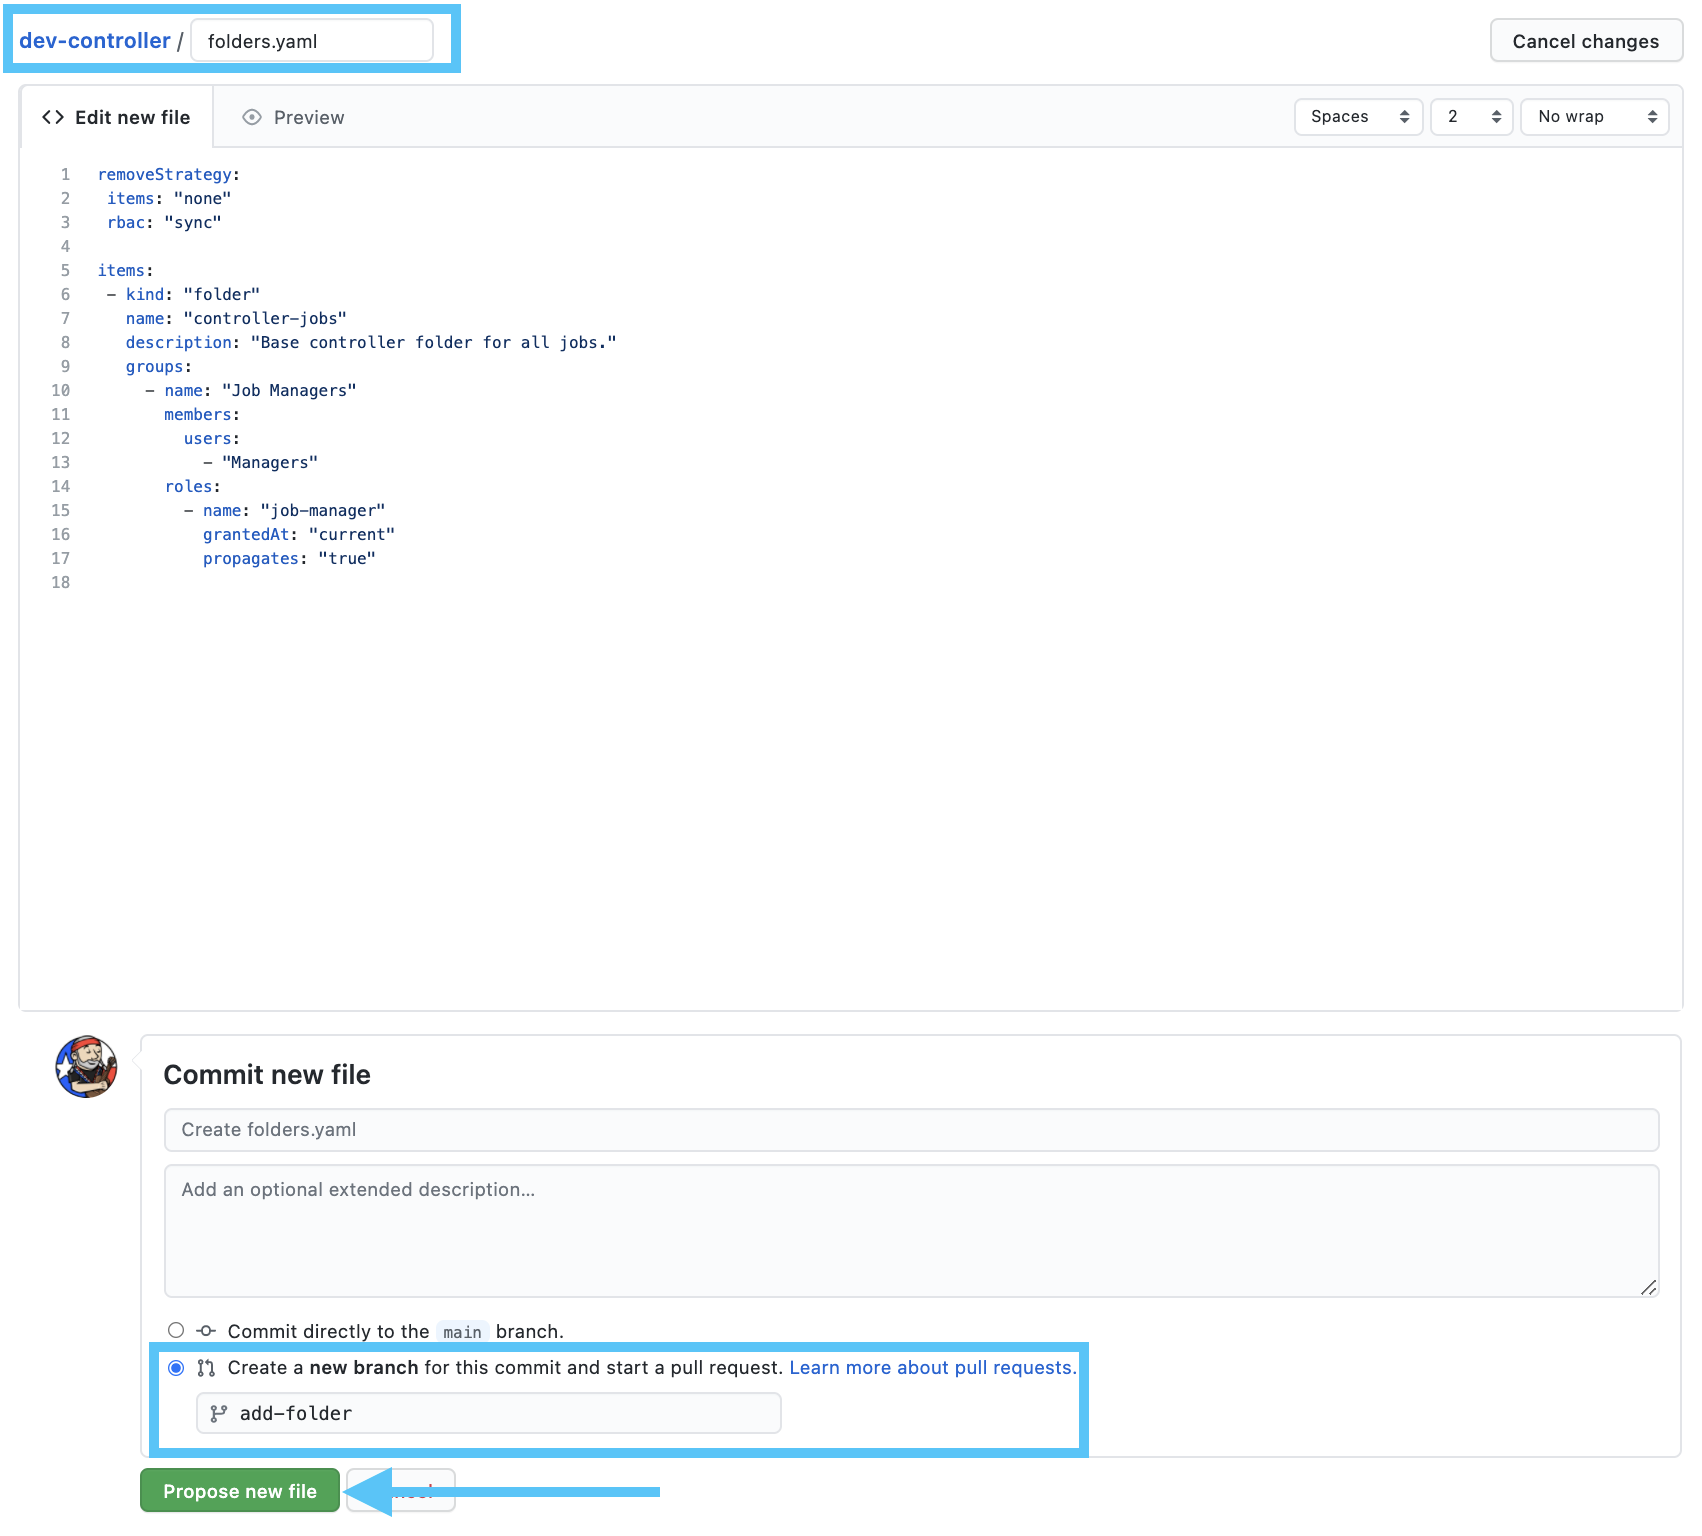 dev-controller / folders.yaml
Cancel changes
Edit new file
Preview
Spaces
2
No wrap
1 removeStrategy:
2  items: "none"
3  rbac: "sync"
4
5 items:
6  - kind: "folder"
7    name: "controller-jobs"
8    description: "Base controller folder for all jobs."
9    groups:
10      - name: "Job Managers"
11        members:
12          users:
13            - "Managers"
14        roles:
15          - name: "job-manager"
16            grantedAt: "current"
17            propagates: "true"
18
Commit new file
Create folders.yaml
Add an optional extended description...
Commit directly to the main branch.
Create a new branch for this commit and start a pull request. Learn more about pull requests.
add-folder
Propose new file